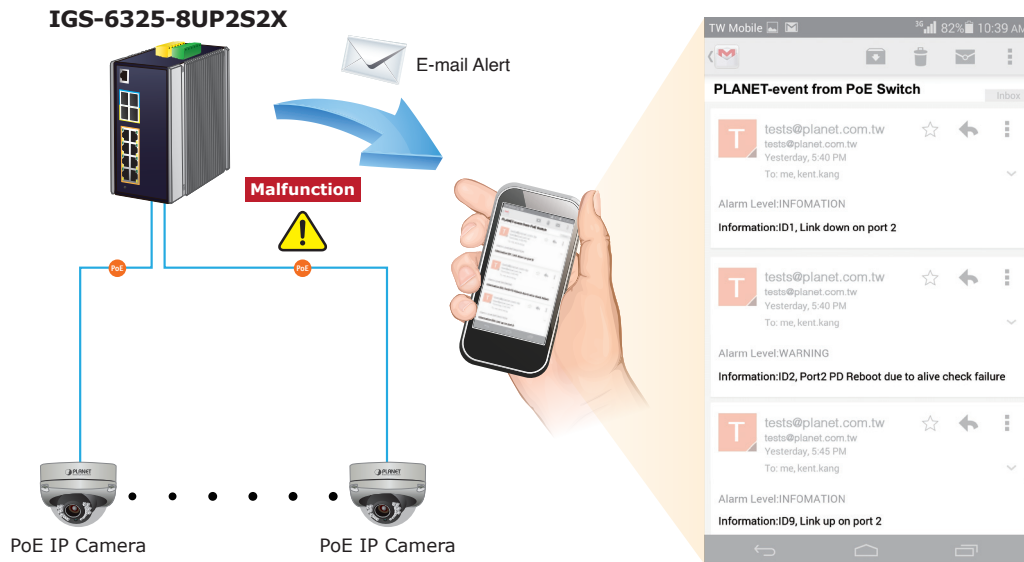 IGS-6325-8UP2S2X
E-mail Alert
Malfunction
PoE
PoE
PLANET
PLANET
PoE IP Camera
PoE IP Camera
TW Mobile
3G 82% 10:39 AM
PLANET-event from PoE Switch
Inbox
T
tests@planet.com.tw
tests@planet.com.tw
Yesterday, 5:40 PM
To: me, kent.kang
Alarm Level:INFOMATION
Information:ID1, Link down on port 2
T
tests@planet.com.tw
tests@planet.com.tw
Yesterday, 5:40 PM
To: me, kent.kang
Alarm Level:WARNING
Information:ID2, Port2 PD Reboot due to alive check failure
T
tests@planet.com.tw
tests@planet.com.tw
Yesterday, 5:45 PM
To: me, kent.kang
Alarm Level:INFOMATION
Information:ID9, Link up on port 2